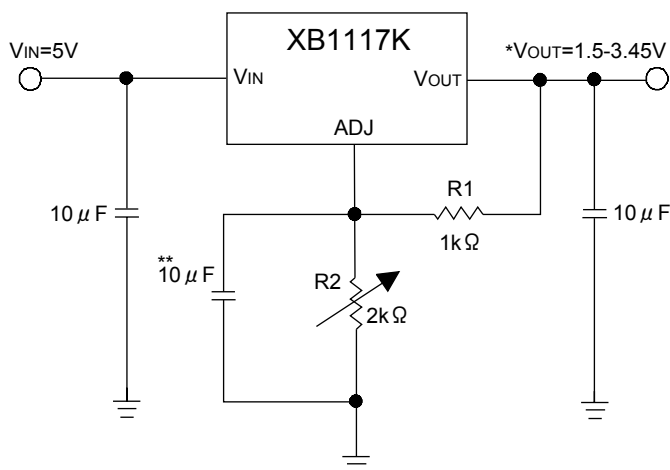 XB1117K
VIN=5V
*VOUT=1.5-3.45V
VIN
VOUT
ADJ
R1
1kΩ
10μF
10μF
**
10μF
R2
2kΩ